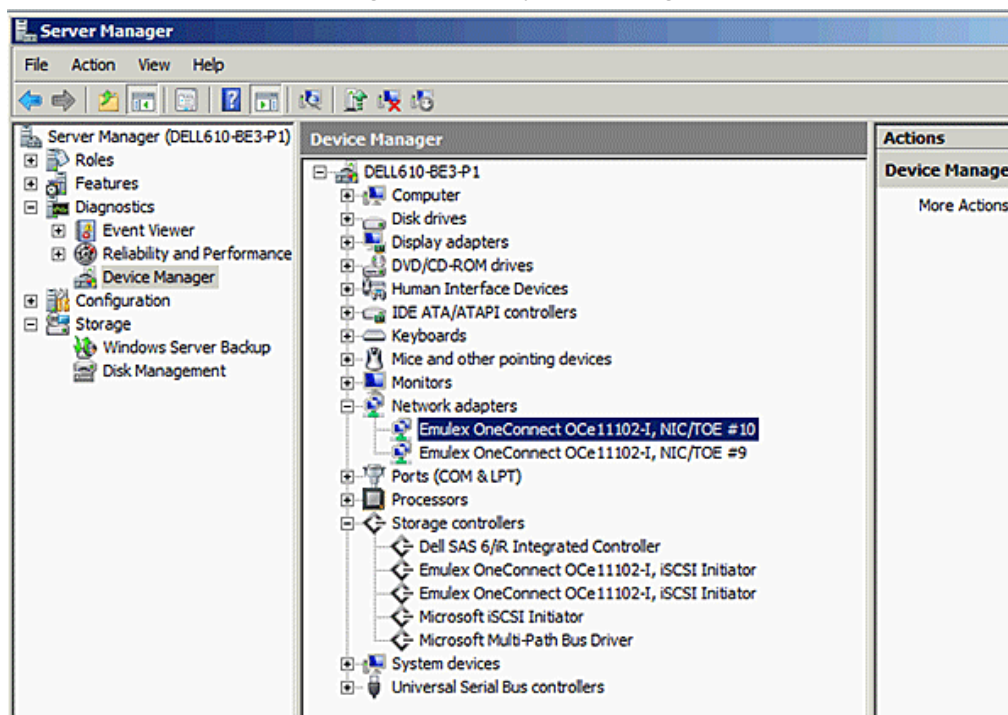 Server Manager
File Action View Help
Server Manager (DELL610-BE3-P1)
Roles
Features
Diagnostics
Event Viewer
Reliability and Performance
Device Manager
Configuration
Storage
Windows Server Backup
Disk Management
Device Manager
DELL610-BE3-P1
Computer
Disk drives
Display adapters
DVD/CD-ROM drives
Human Interface Devices
IDE ATA/ATAPI controllers
Keyboards
Mice and other pointing devices
Monitors
Network adapters
Emulex OneConnect OCe11102-I, NIC/TOE #10
Emulex OneConnect OCe11102-I, NIC/TOE #9
Ports (COM & LPT)
Processors
Storage controllers
Dell SAS 6/iR Integrated Controller
Emulex OneConnect OCe11102-I, iSCSI Initiator
Emulex OneConnect OCe11102-I, iSCSI Initiator
Microsoft iSCSI Initiator
Microsoft Multi-Path Bus Driver
System devices
Universal Serial Bus controllers
Actions
Device Manage
More Actions